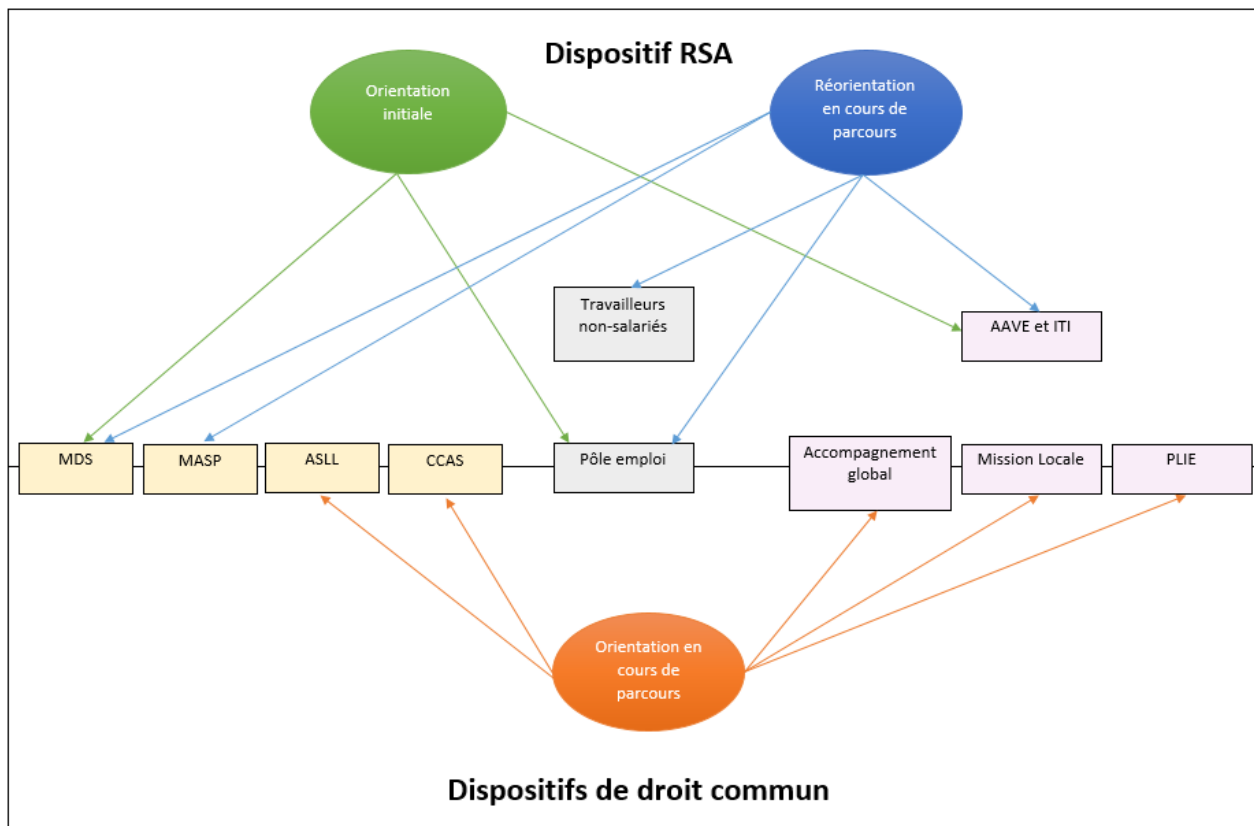 Dispositif RSA
Orientation
initiale
Réorientation
en cours de
parcours
Travailleurs
non-salariés
AAVE et ITI
MDS
MASP
ASLL
CCAS
Pôle emploi
Accompagnement
global
Mission Locale
PLIE
Orientation en
cours de
parcours
Dispositifs de droit commun